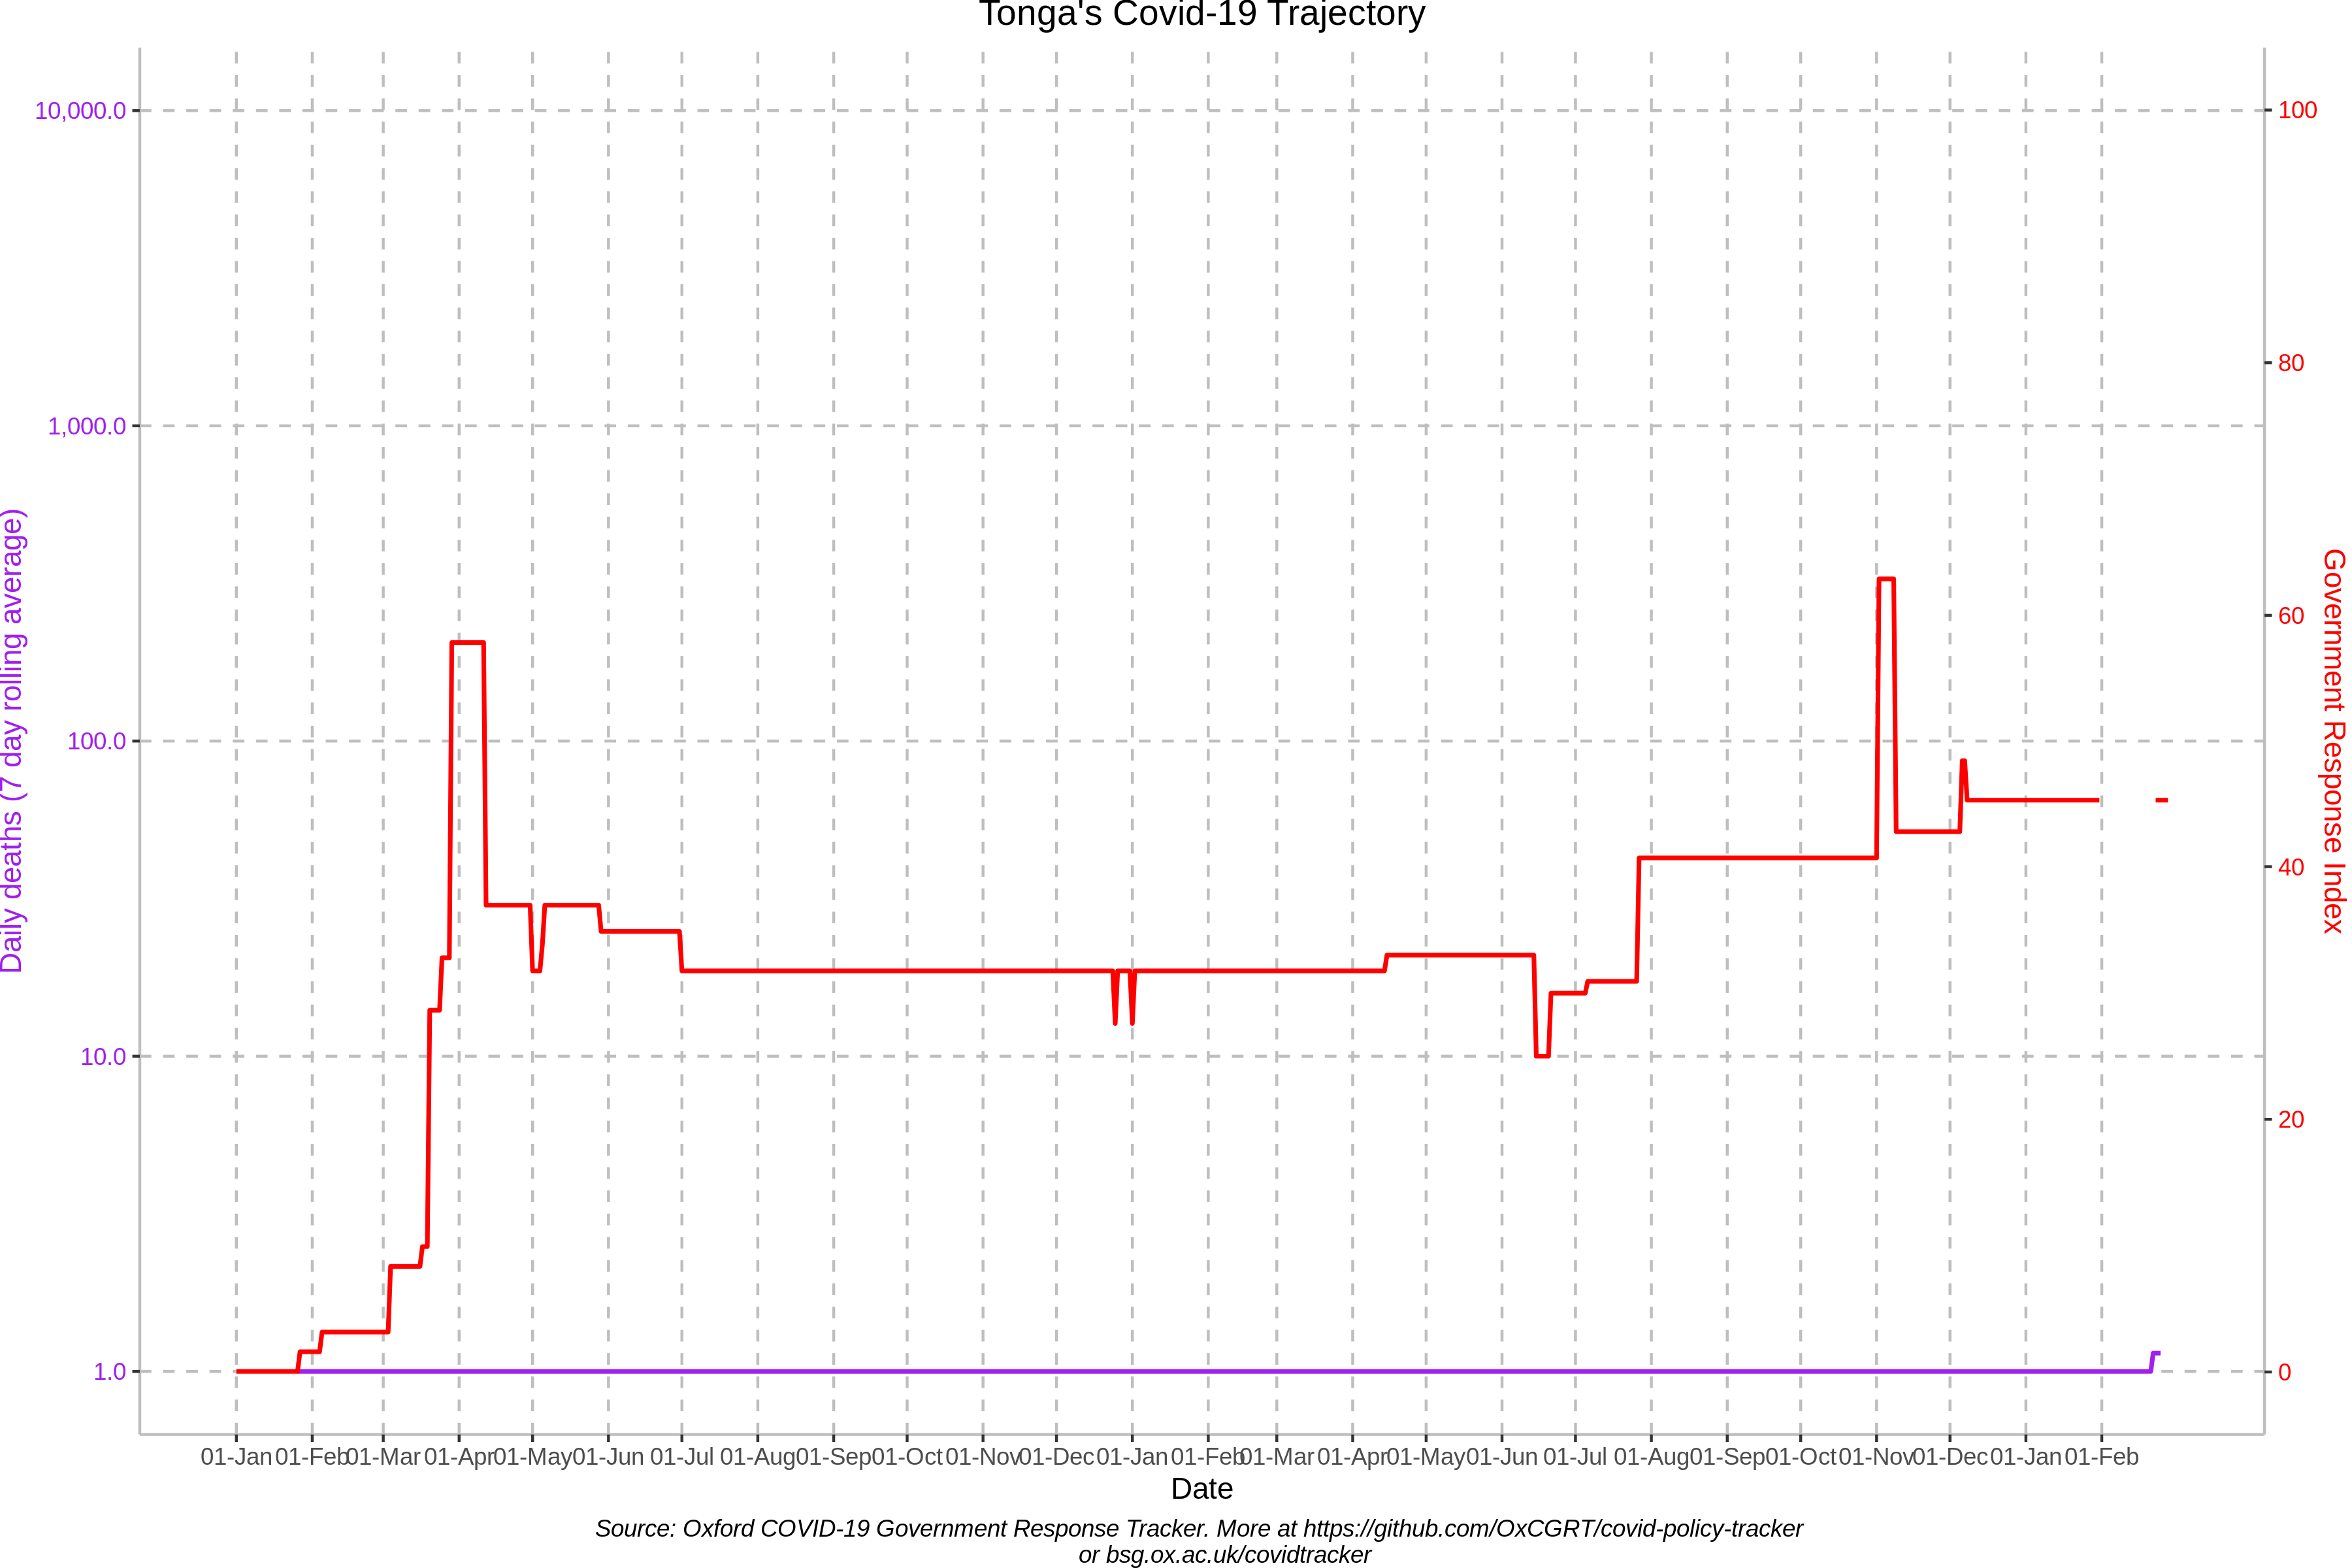 Tonga's Covid-19 Trajectory
10,000.0
1,000.0
100.0
10.0
1.0
Daily deaths (7 day rolling average)
100
80
60
40
20
0
Government Response Index
01-Jan 01-Feb 01-Mar 01-Apr 01-May 01-Jun 01-Jul 01-Aug 01-Sep 01-Oct 01-Nov 01-Dec 01-Jan 01-Feb 01-Mar 01-Apr 01-May 01-Jun 01-Jul 01-Aug 01-Sep 01-Oct 01-Nov 01-Dec 01-Jan 01-Feb
Date
Source: Oxford COVID-19 Government Response Tracker. More at https://github.com/OxCGRT/covid-policy-tracker
or bsg.ox.ac.uk/covidtracker